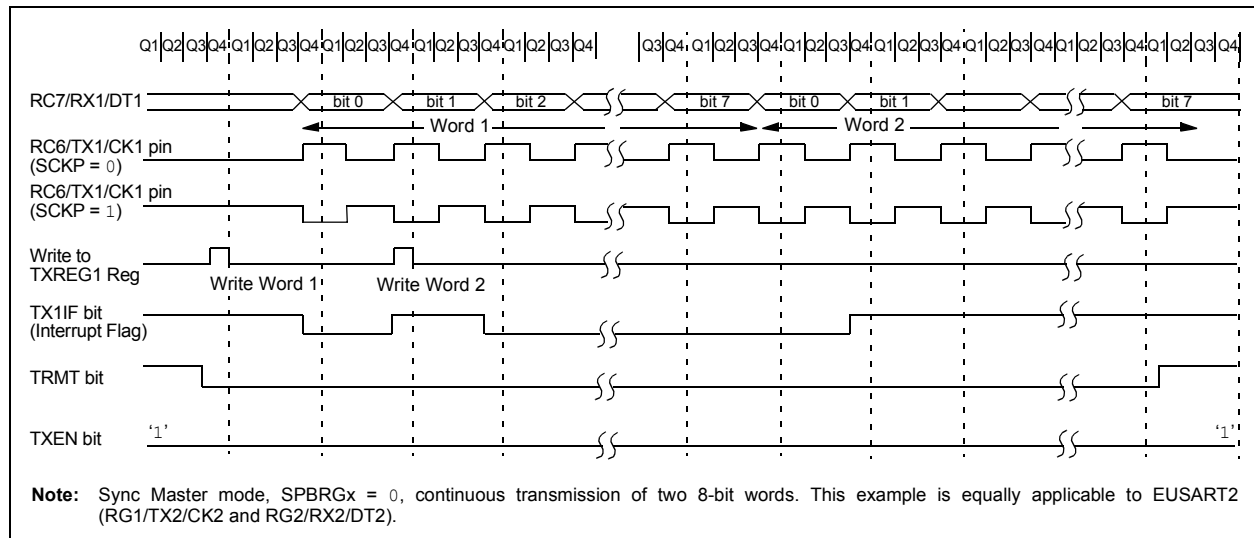 Q1 Q2 Q3 Q4 Q1 Q2 Q3 Q4 Q1 Q2 Q3 Q4 Q1 Q2 Q3 Q4 Q1 Q2 Q3 Q4 Q3 Q4 Q1 Q2 Q3 Q4 Q1 Q2 Q3 Q4 Q1 Q2 Q3 Q4 Q1 Q2 Q3 Q4 Q1 Q2 Q3 Q4 Q1 Q2 Q3 Q4
RC7/RX1/DT1
bit 0 bit 1 bit 2 bit 7 bit 0 bit 1 bit 7
Word 1 Word 2
RC6/TX1/CK1 pin
(SCKP = 0)
RC6/TX1/CK1 pin
(SCKP = 1)
Write to
TXREG1 Reg
Write Word 1 Write Word 2
TX1IF bit
(Interrupt Flag)
TRMT bit
TXEN bit
‘1’ ‘1’
Note: Sync Master mode, SPBRGx = 0, continuous transmission of two 8-bit words. This example is equally applicable to EUSART2
(RG1/TX2/CK2 and RG2/RX2/DT2).